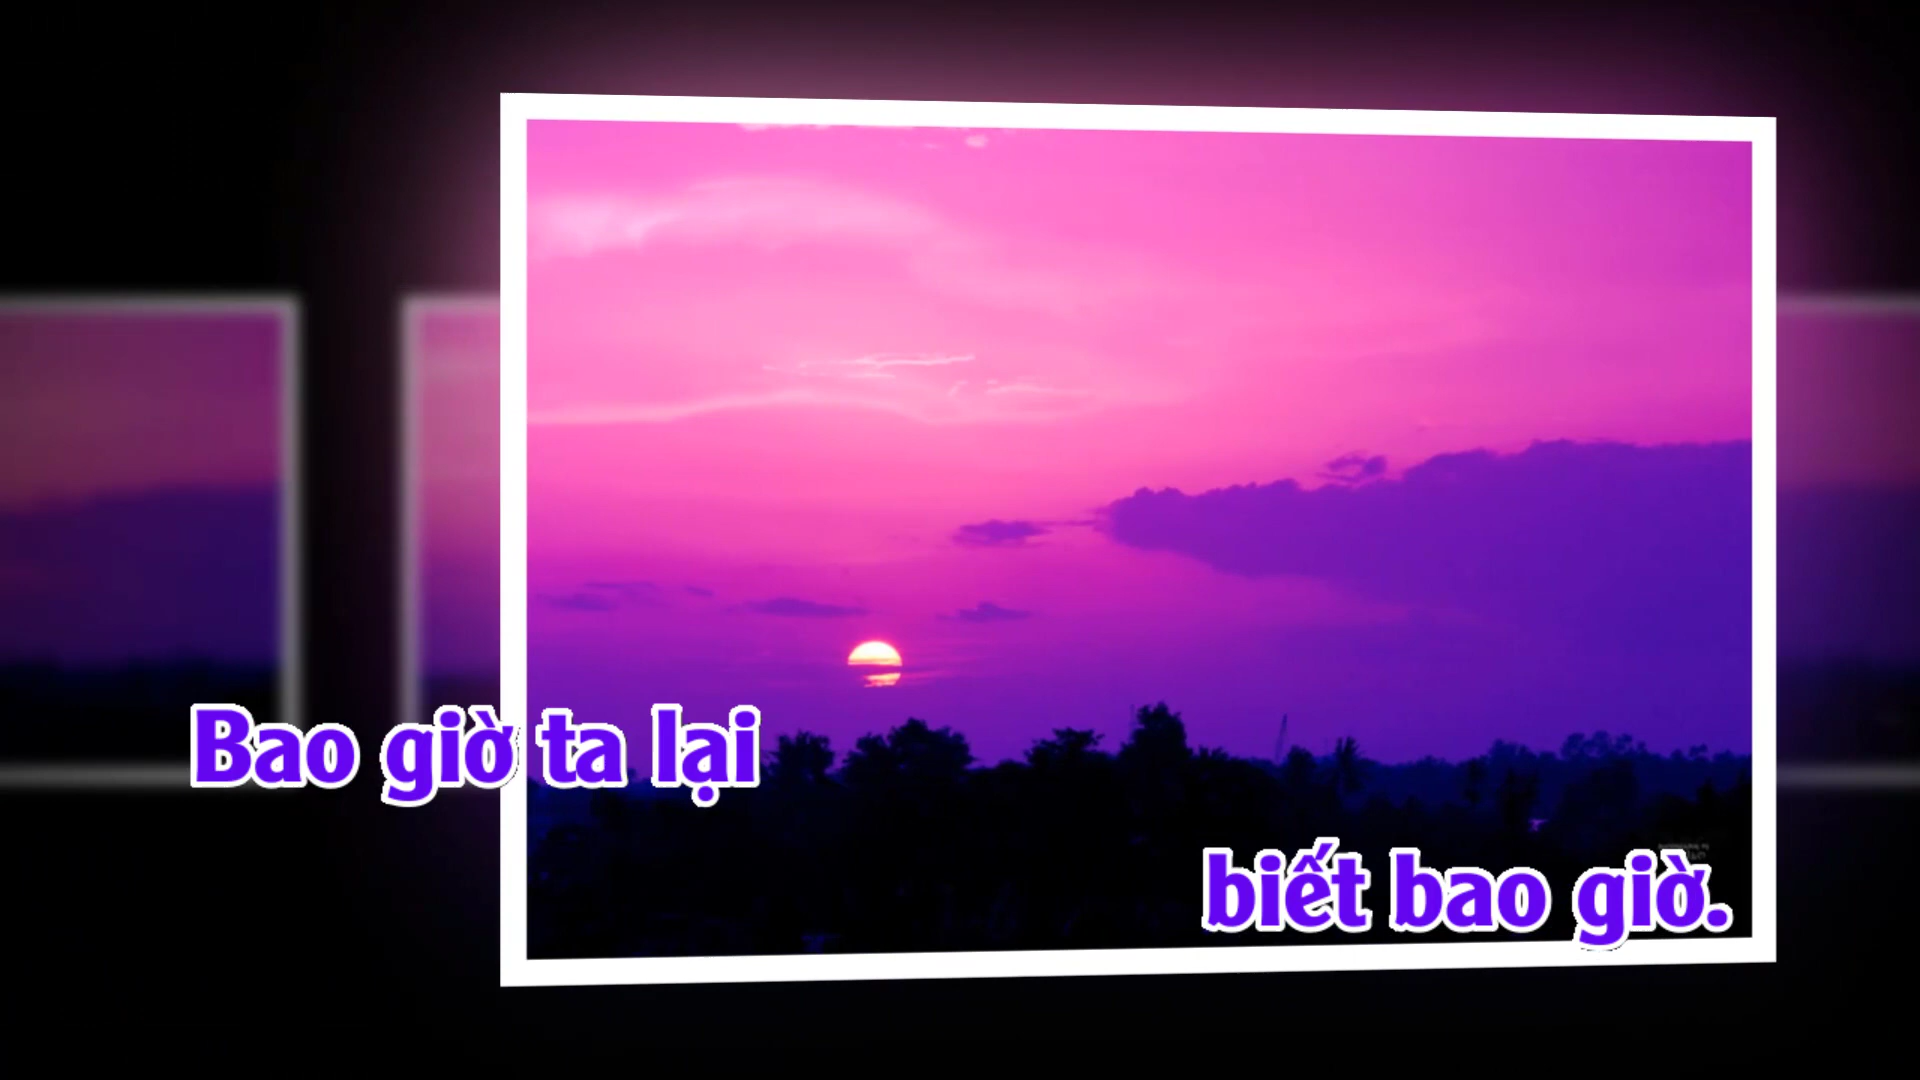 Bao giờ ta lại
biết bao giờ.